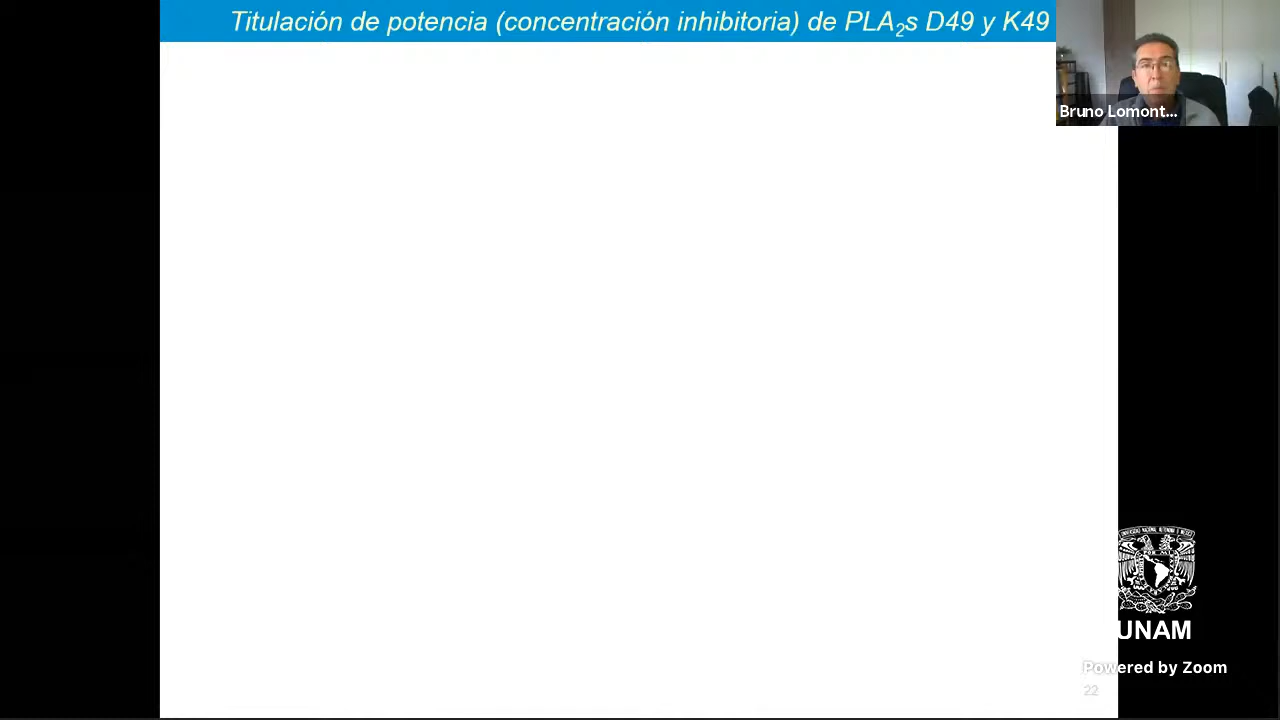 Titulación de potencia (concentración inhibitoria) de PLA₂s D49 y K49
Bruno Lomont...
UNAM
Powered by Zoom
22